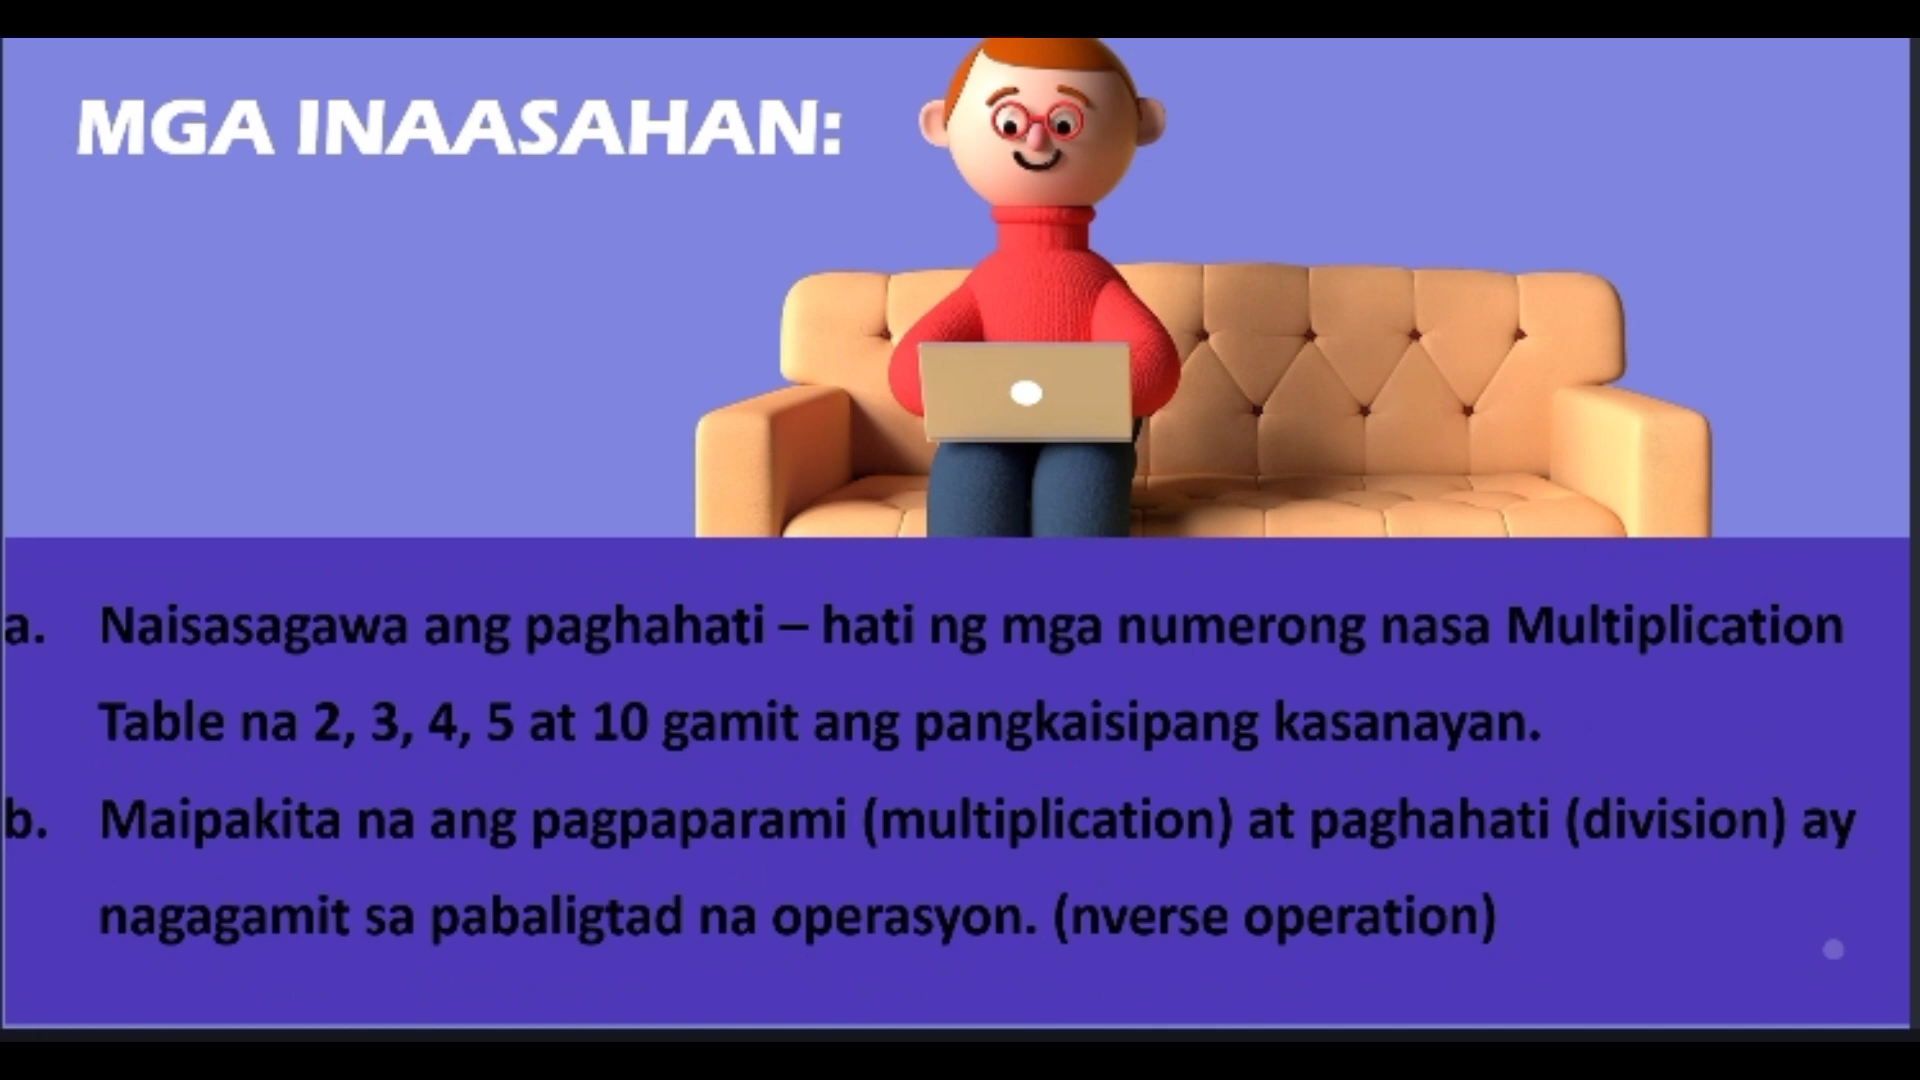 MGA INAASAHAN:
a. Naisasagawa ang paghahati – hati ng mga numerong nasa Multiplication
Table na 2, 3, 4, 5 at 10 gamit ang pangkaisipang kasanayan.
b. Maipakita na ang pagpaparami (multiplication) at paghahati (division) ay
nagagamit sa pabaligtad na operasyon. (nverse operation)